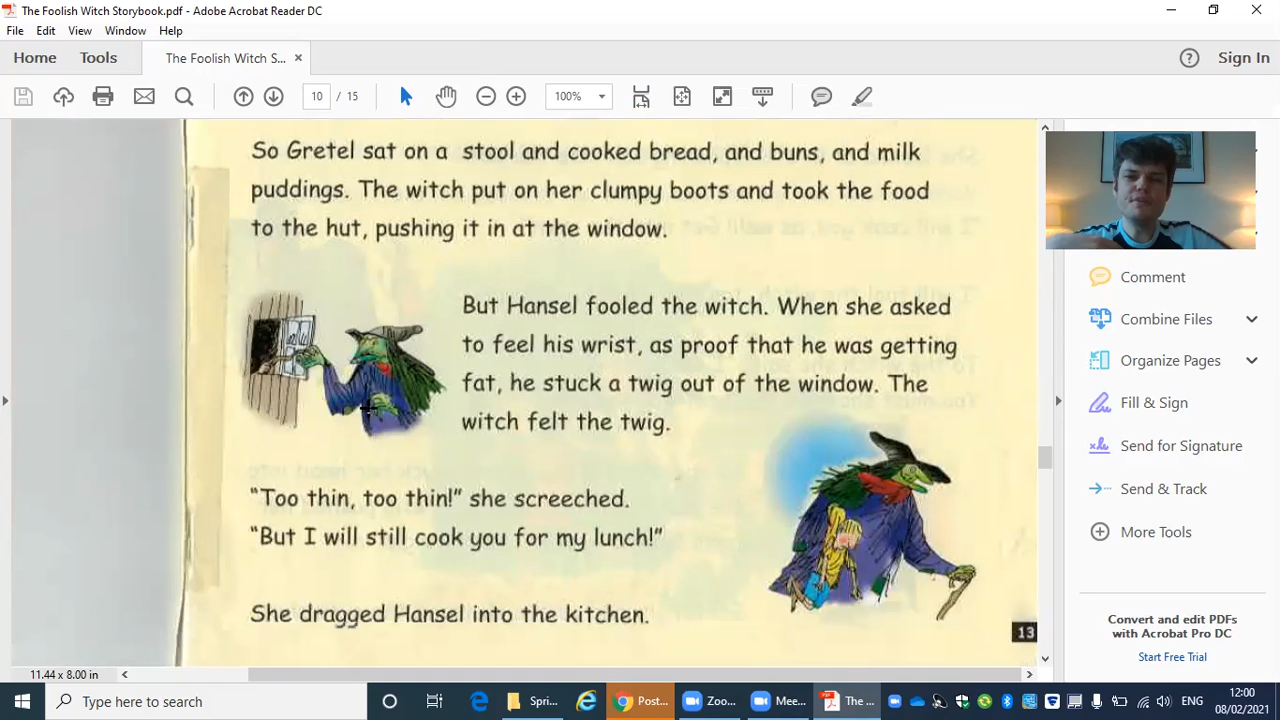 The Foolish Witch Storybook.pdf - Adobe Acrobat Reader DC
File Edit View Window Help
Home Tools The Foolish Witch S... Sign In
10 / 15 100%
So Gretel sat on a stool and cooked bread, and buns, and milk
puddings. The witch put on her clumpy boots and took the food
to the hut, pushing it in at the window.
But Hansel fooled the witch. When she asked
to feel his wrist, as proof that he was getting
fat, he stuck a twig out of the window. The
witch felt the twig.
“Too thin, too thin!” she screeched.
“But I will still cook you for my lunch!”
She dragged Hansel into the kitchen.
13
Comment
Combine Files
Organize Pages
Fill & Sign
Send for Signature
Send & Track
More Tools
Convert and edit PDFs
with Acrobat Pro DC
Start Free Trial
11.44 x 8.00 in
Type here to search
Spri...
Post...
Zoo...
Mee...
The ...
ENG
12:00
08/02/2021